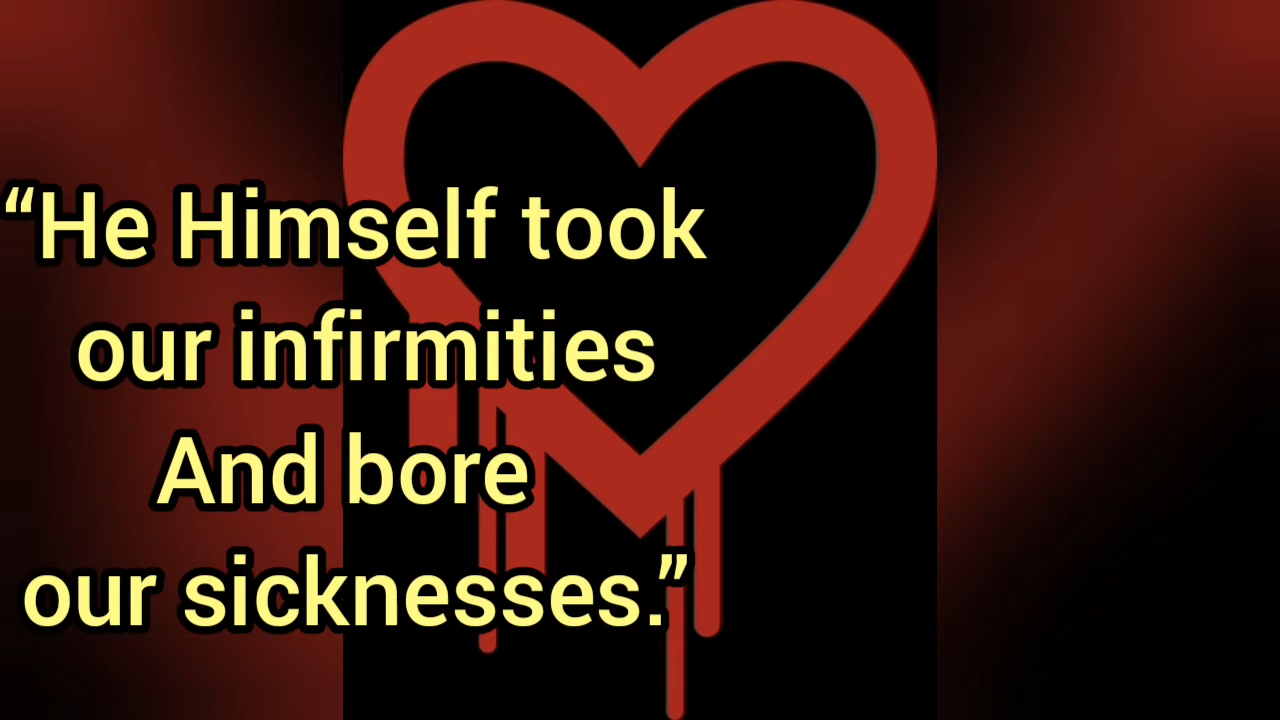 “He Himself took
our infirmities
And bore
our sicknesses.”